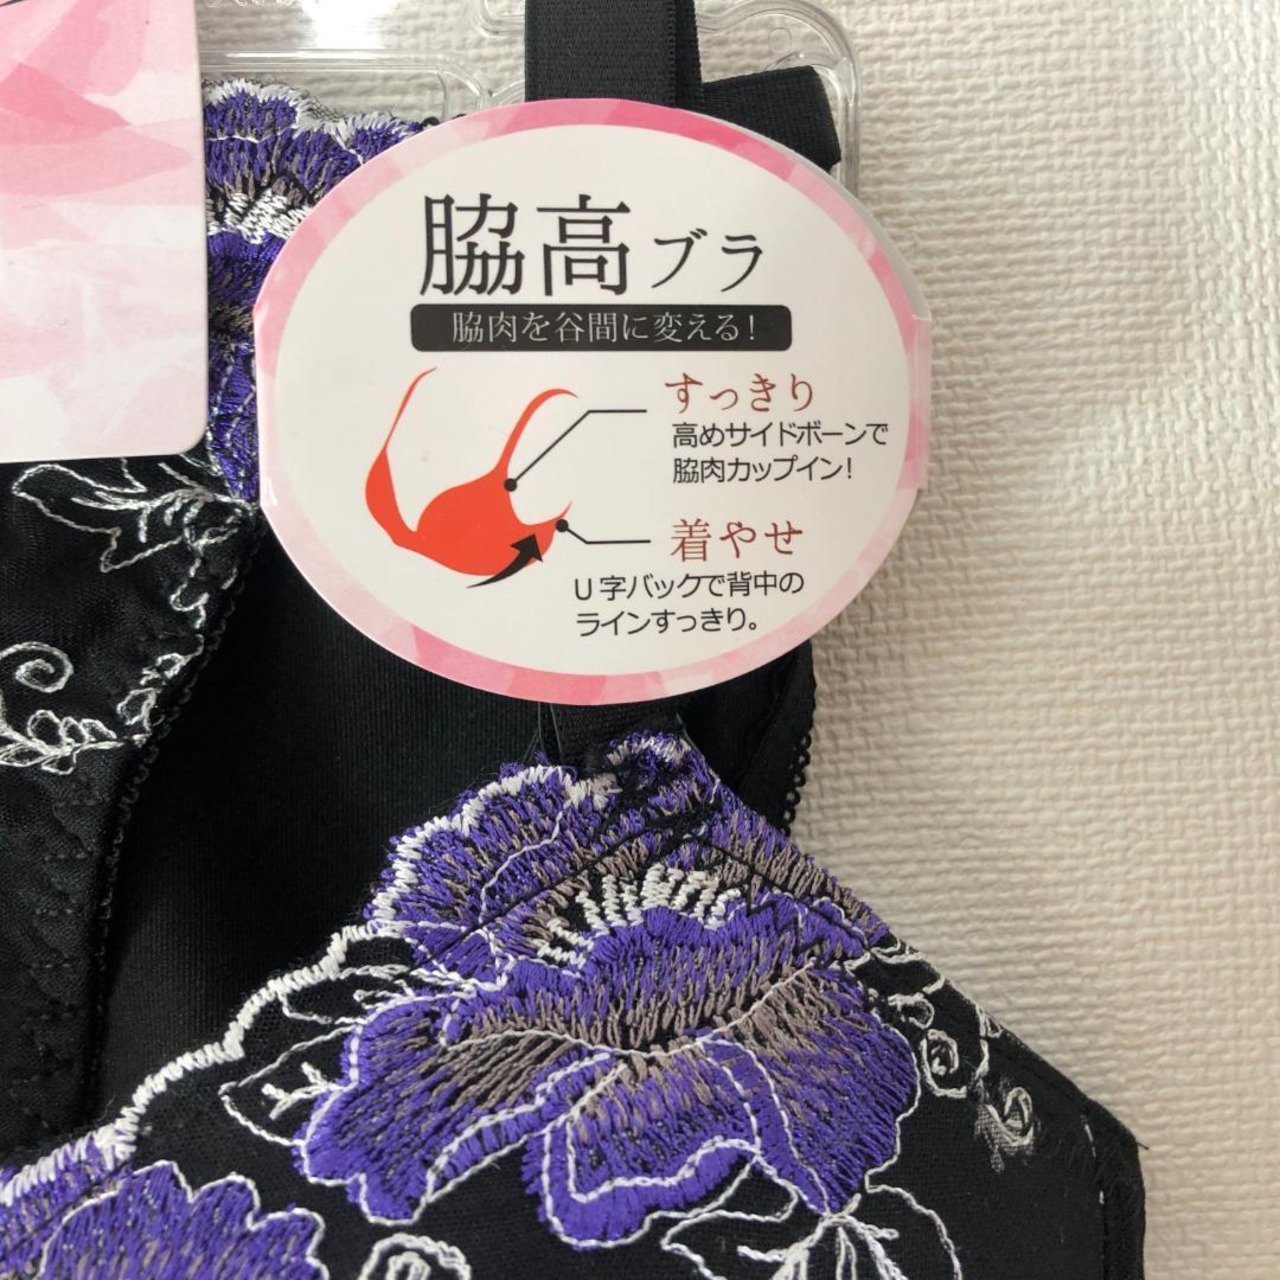 脇高ブラ
脇肉を谷間に変える!
すっきり
高めサイドボーンで
脇肉カップイン!
着やせ
U字バックで背中の
ラインすっきり。